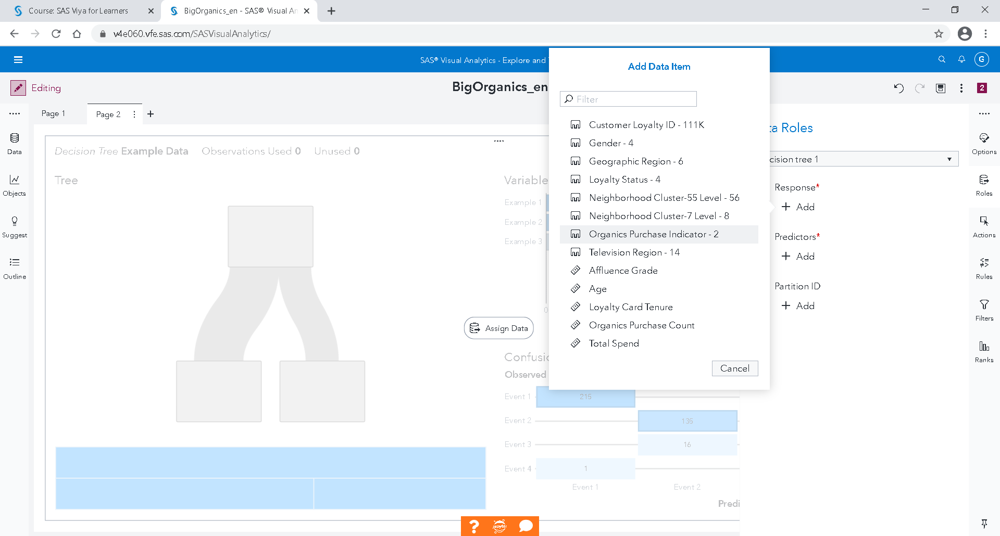 Course: SAS Viya for Learners
BigOrganics_en - SAS® Visual An
v4e060.vfe.sas.com/SASVisualAnalytics/
SAS® Visual Analytics - Explore and
G
Editing
BigOrganics_en
2
Page 1
Page 2
Data
Objects
Suggest
Outline
Decision Tree Example Data Observations Used 0 Unused 0
Tree
Variable
Example 1
Example 2
Example 3
0
Assign Data
Confusio
Observed
Event 1 215
Event 2 135
Event 3 16
Event 4 1
Event 1 Event 2
Predi
Add Data Item
Filter
Customer Loyalty ID - 111K
Gender - 4
Geographic Region - 6
Loyalty Status - 4
Neighborhood Cluster-55 Level - 56
Neighborhood Cluster-7 Level - 8
Organics Purchase Indicator - 2
Television Region - 14
Affluence Grade
Age
Loyalty Card Tenure
Organics Purchase Count
Total Spend
Cancel
ta Roles
cision tree 1
Response*
Add
Predictors*
Add
Partition ID
Add
Options
Roles
Actions
Rules
Filters
Ranks
?
jupyter